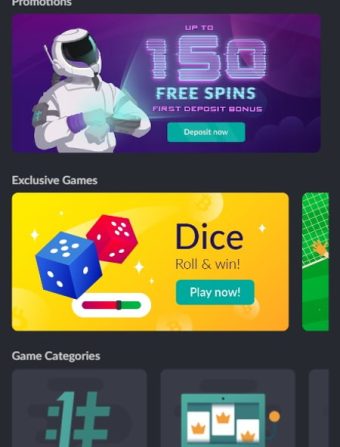 Promotions
UP TO
150
FREE SPINS
FIRST DEPOSIT BONUS
Deposit now
Exclusive Games
Dice
Roll & win!
Play now!
Game Categories
1#